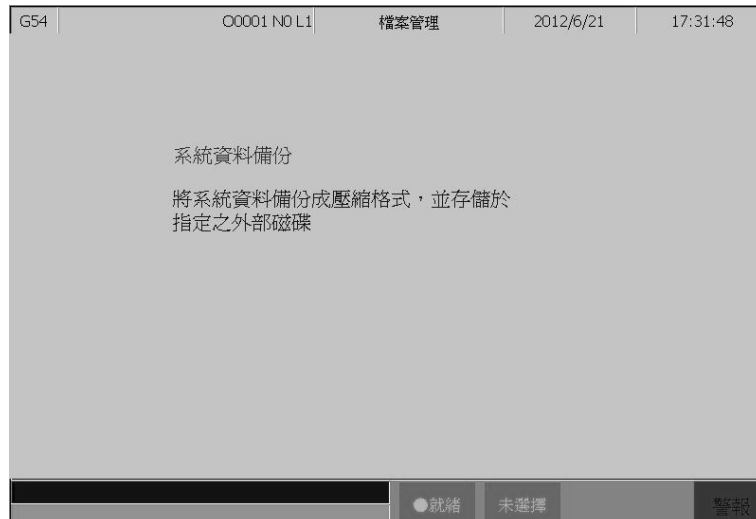 G54 O0001 N0 L1 檔案管理 2012/6/21 17:31:48
系統資料備份
將系統資料備份成壓縮格式，並存儲於
指定之外部磁碟
●就緒 未選擇 警報